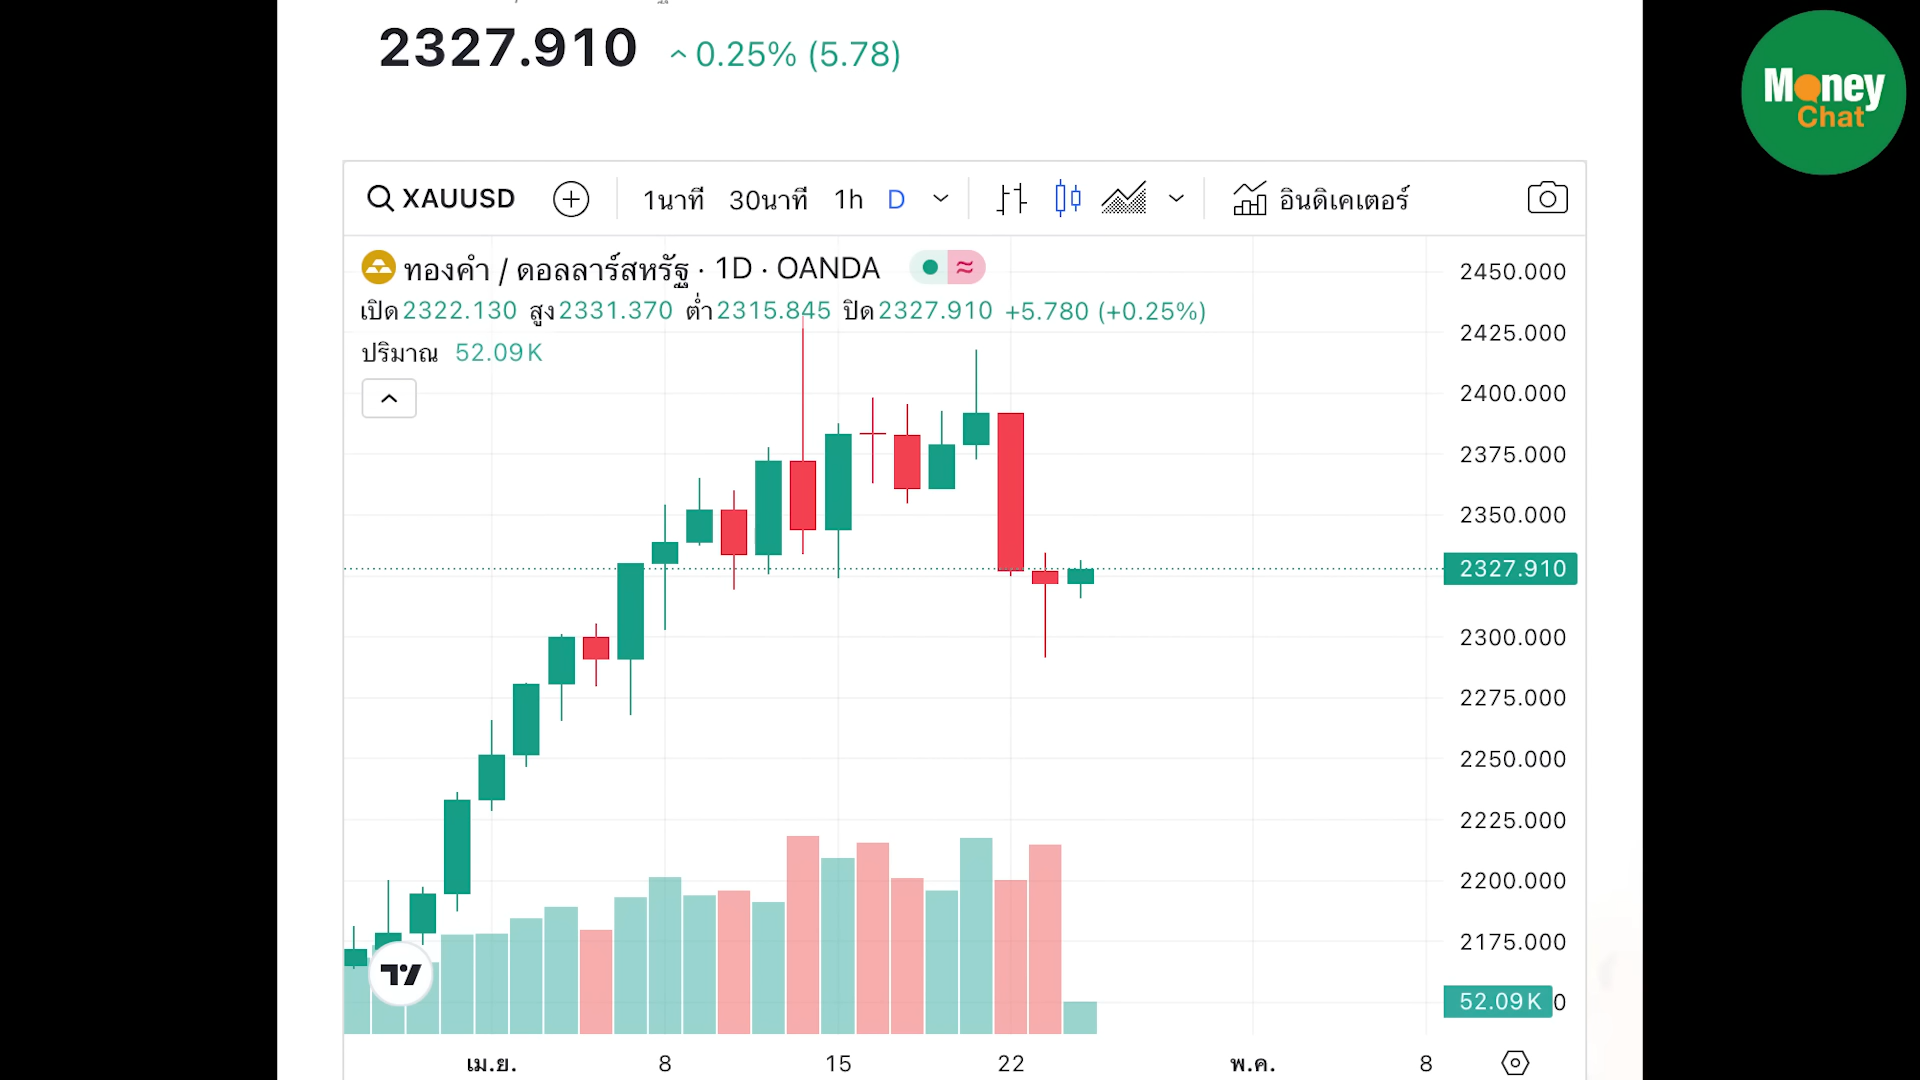 2327.910 ^ 0.25% (5.78)
Money
Chat
XAUUSD 1นาที 30นาที 1h D อินดิเคเตอร์
ทองคำ / ดอลลาร์สหรัฐ · 1D · OANDA
เปิด2322.130 สูง2331.370 ต่ำ2315.845 ปิด2327.910 +5.780 (+0.25%)
ปริมาณ 52.09K
2450.000
2425.000
2400.000
2375.000
2350.000
2327.910
2300.000
2275.000
2250.000
2225.000
2200.000
2175.000
52.09K 0
เม.ย. 8 15 22 พ.ค. 8